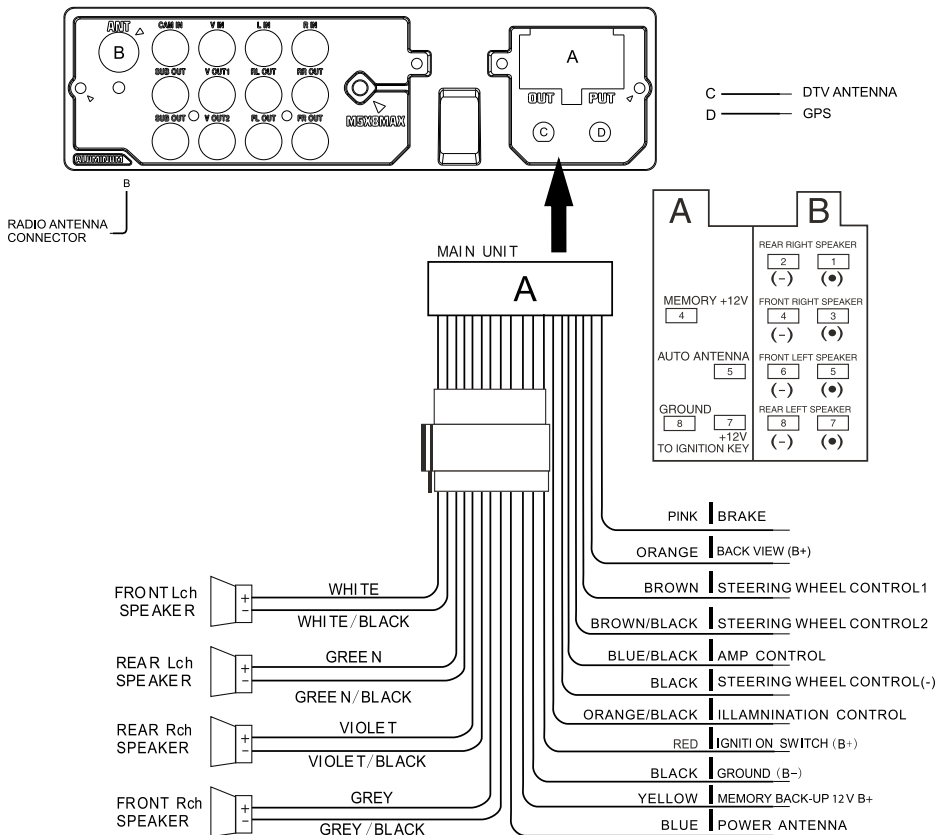 ANT
CAM IN
V IN
L IN
R IN
B
SUB OUT
V OUT1
RL OUT
RR OUT
SUB OUT
V OUT2
FL OUT
FR OUT
M5X8MAX
ALUMINIUM
A
OUT PUT
C
D
C DTV ANTENNA
D GPS
B
RADIO ANTENNA
CONNECTOR
MAIN UNIT
A
A
MEMORY +12V
4
AUTO ANTENNA
5
GROUND
8
7
+12V
TO IGNITION KEY
B
REAR RIGHT SPEAKER
2 1
(-) (•)
FRONT RIGHT SPEAKER
4 3
(-) (•)
FRONT LEFT SPEAKER
6 5
(-) (•)
REAR LEFT SPEAKER
8 7
(-) (•)
PINK BRAKE
ORANGE BACK VIEW (B+)
BROWN STEERING WHEEL CONTROL1
BROWN/BLACK STEERING WHEEL CONTROL2
BLUE/BLACK AMP CONTROL
BLACK STEERING WHEEL CONTROL(-)
ORANGE/BLACK ILLAMNINATION CONTROL
RED IGNITION SWITCH (B+)
BLACK GROUND (B-)
YELLOW MEMORY BACK-UP 12V B+
BLUE POWER ANTENNA
FRONT Lch
SPEAKER
+
-
WHITE
WHITE/BLACK
REAR Lch
SPEAKER
+
-
GREEN
GREEN/BLACK
REAR Rch
SPEAKER
+
-
VIOLET
VIOLET/BLACK
FRONT Rch
SPEAKER
+
-
GREY
GREY/BLACK